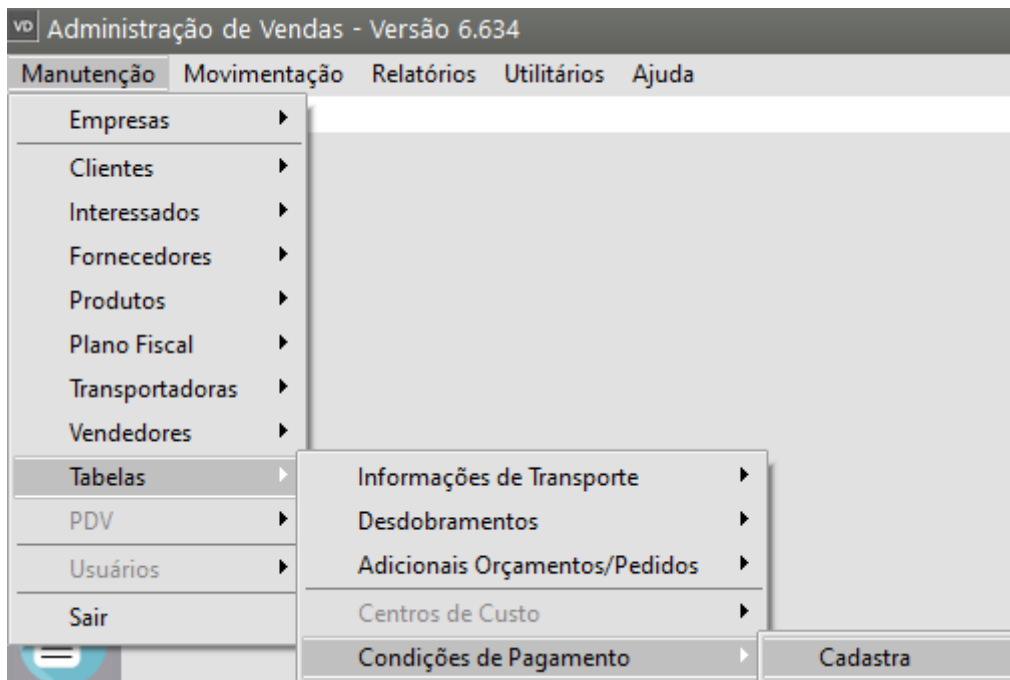 VD Administração de Vendas - Versão 6.634
Manutenção Movimentação Relatórios Utilitários Ajuda
Empresas
Clientes
Interessados
Fornecedores
Produtos
Plano Fiscal
Transportadoras
Vendedores
Tabelas
PDV
Usuários
Sair
Informações de Transporte
Desdobramentos
Adicionais Orçamentos/Pedidos
Centros de Custo
Condições de Pagamento
Cadastra